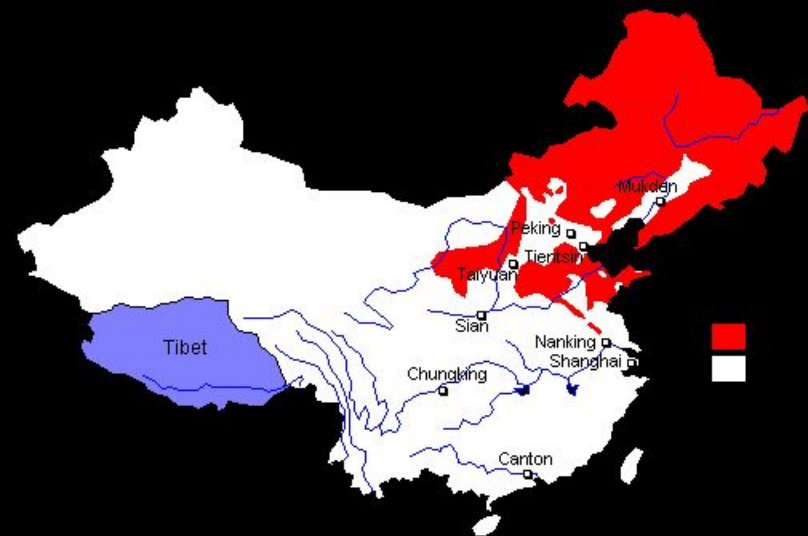 Mukden
Peking
Tientsin
Taiyuan
Sian
Nanking
Tibet
Shanghai
Chungking
Canton